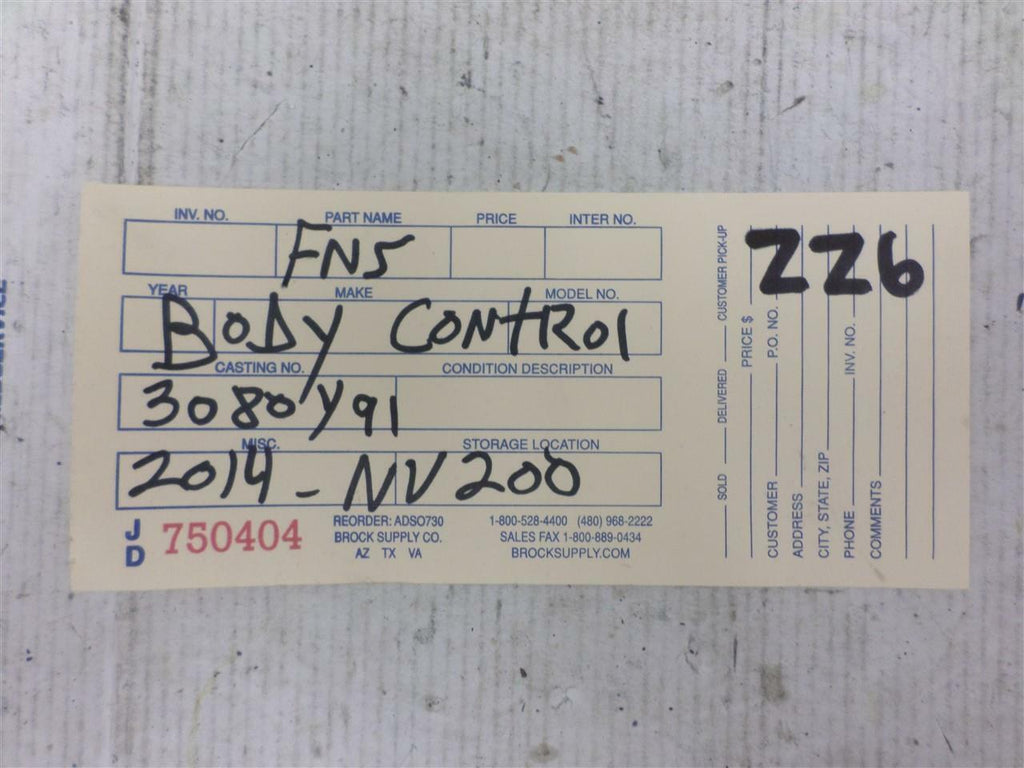 INV. NO. PART NAME PRICE INTER NO.
FNS
YEAR MAKE MODEL NO.
BODY CONTROL
CASTING NO. CONDITION DESCRIPTION
3080Y91
MISC. STORAGE LOCATION
2014 - NV200
JD 750404
REORDER: ADSO730
BROCK SUPPLY CO.
AZ TX VA
1-800-528-4400 (480) 968-2222
SALES FAX 1-800-889-0434
BROCKSUPPLY.COM
ZZ6
SOLD DELIVERED CUSTOMER PICK-UP
PRICE $
CUSTOMER P.O. NO.
ADDRESS
CITY, STATE, ZIP
PHONE INV. NO.
COMMENTS